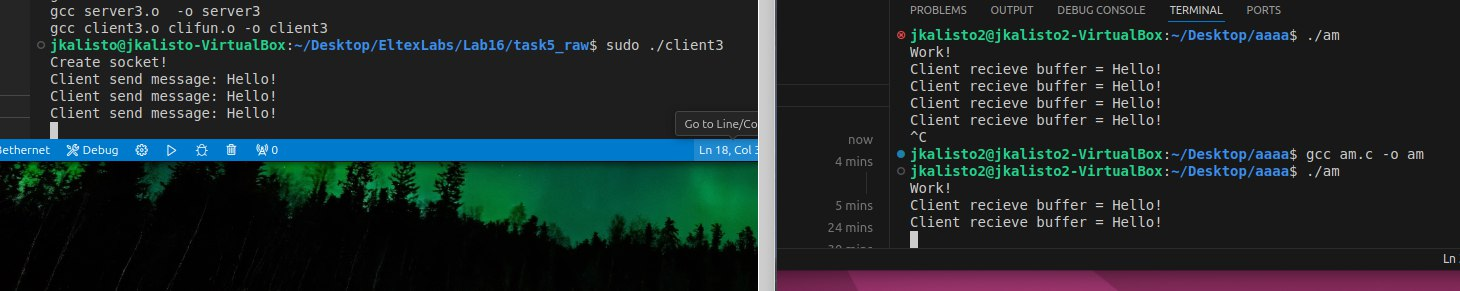 gcc server3.o  -o server3
gcc client3.o clifun.o -o client3
jkalisto@jkalisto-VirtualBox:~/Desktop/EltexLabs/Lab16/task5_raw$ sudo ./client3
Create socket!
Client send message: Hello!
Client send message: Hello!
Client send message: Hello!
Go to Line/Co
ethernet Debug 0 Ln 18, Col 3
PROBLEMS OUTPUT DEBUG CONSOLE TERMINAL PORTS
jkalisto2@jkalisto2-VirtualBox:~/Desktop/aaaa$ ./am
Work!
Client recieve buffer = Hello!
Client recieve buffer = Hello!
Client recieve buffer = Hello!
Client recieve buffer = Hello!
^C
jkalisto2@jkalisto2-VirtualBox:~/Desktop/aaaa$ gcc am.c -o am
jkalisto2@jkalisto2-VirtualBox:~/Desktop/aaaa$ ./am
Work!
Client recieve buffer = Hello!
Client recieve buffer = Hello!
now
4 mins
5 mins
24 mins
Ln